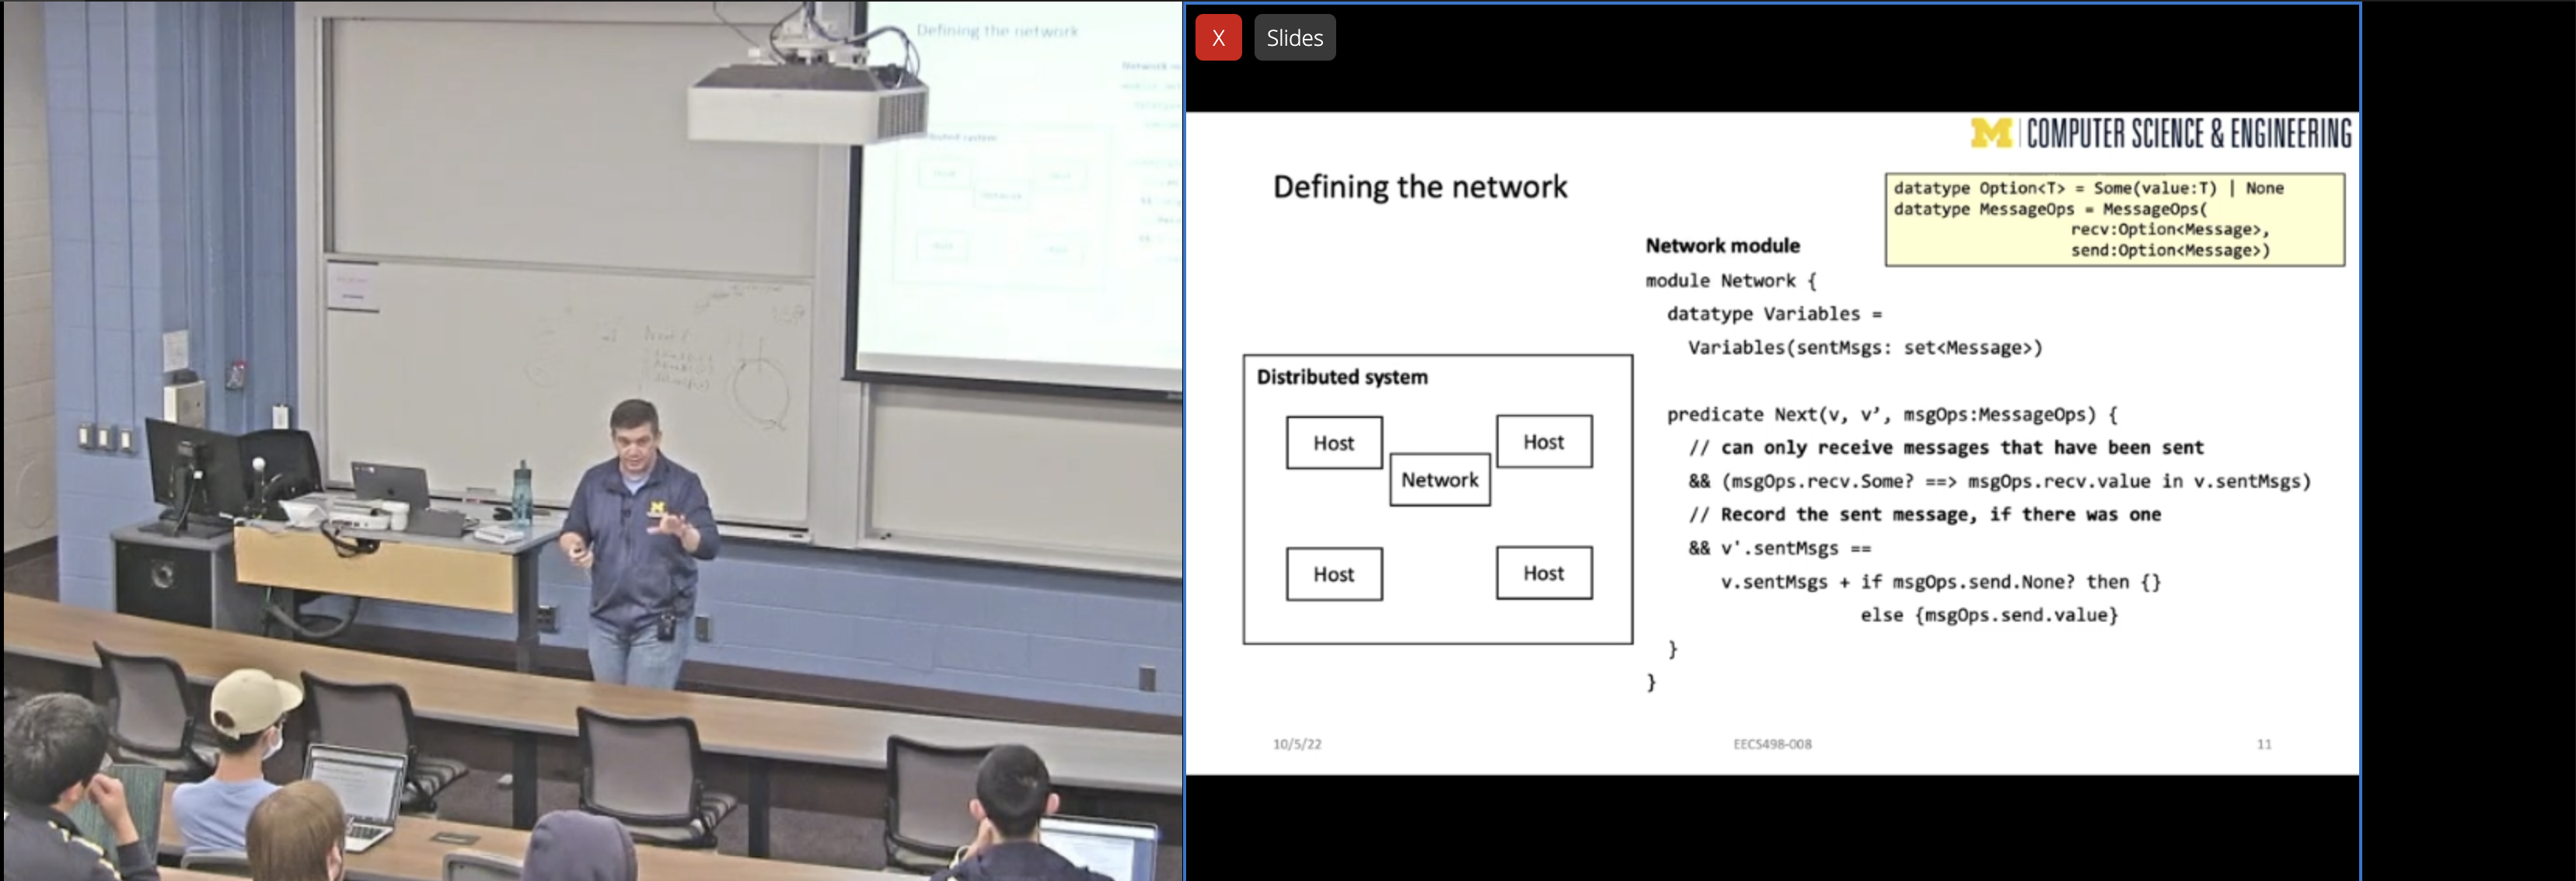 Defining the network
X
Slides
M COMPUTER SCIENCE & ENGINEERING
Defining the network
datatype Option<T> = Some(value:T) | None
datatype MessageOps = MessageOps(
recv:Option<Message>,
send:Option<Message>)
Network module
module Network {
datatype Variables =
Variables(sentMsgs: set<Message>)
predicate Next(v, v’, msgOps:MessageOps) {
// can only receive messages that have been sent
&& (msgOps.recv.Some? ==> msgOps.recv.value in v.sentMsgs)
// Record the sent message, if there was one
&& v'.sentMsgs ==
v.sentMsgs + if msgOps.send.None? then {}
else {msgOps.send.value}
}
}
Distributed system
Host
Host
Network
Host
Host
10/5/22
EECS498-008
11
M